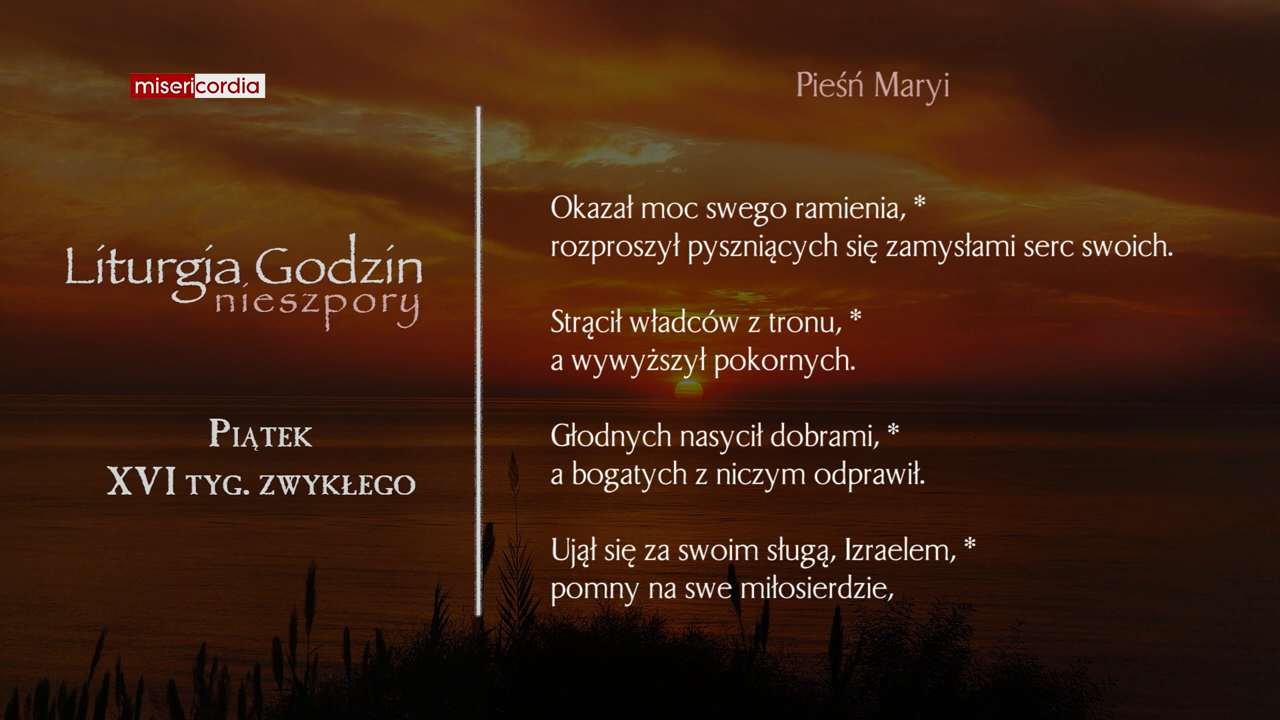 misericordia
Liturgia Godzin
nieszpory
Piątek
XVI tyg. zwykłego
Pieśń Maryi
Okazał moc swego ramienia, *
rozproszył pyszniących się zamysłami serc swoich.
Strącił władców z tronu, *
a wywyższył pokornych.
Głodnych nasycił dobrami, *
a bogatych z niczym odprawił.
Ujął się za swoim sługą, Izraelem, *
pomny na swe miłosierdzie,